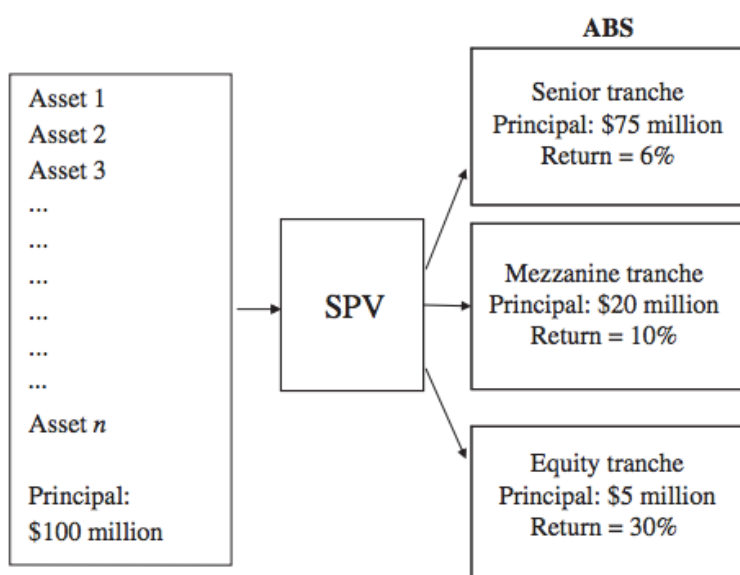 Asset 1
Asset 2
Asset 3
...
...
...
...
...
...
Asset n
Principal:
$100 million
SPV
ABS
Senior tranche
Principal: $75 million
Return = 6%
Mezzanine tranche
Principal: $20 million
Return = 10%
Equity tranche
Principal: $5 million
Return = 30%